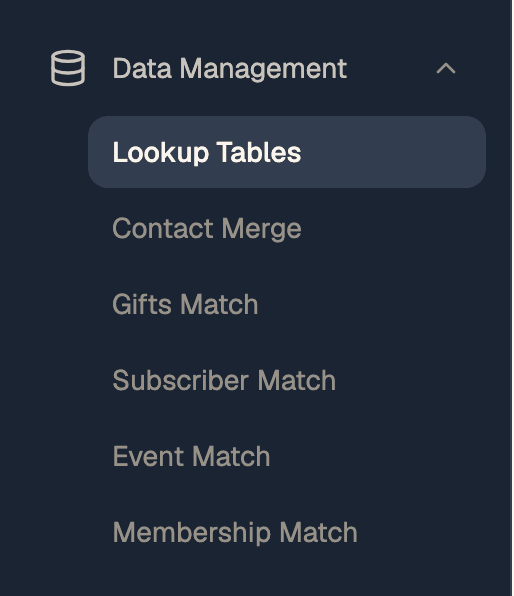 Data Management
Lookup Tables
Contact Merge
Gifts Match
Subscriber Match
Event Match
Membership Match